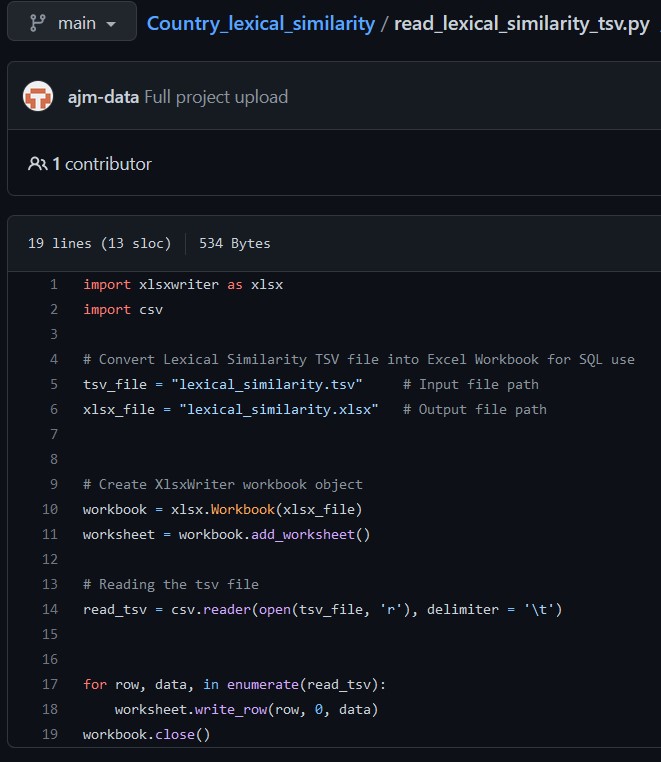 main
Country_lexical_similarity / read_lexical_similarity_tsv.py
ajm-data Full project upload
1 contributor
19 lines (13 sloc) 534 Bytes
1 import xlsxwriter as xlsx
2 import csv
3
4 # Convert Lexical Similarity TSV file into Excel Workbook for SQL use
5 tsv_file = "lexical_similarity.tsv"     # Input file path
6 xlsx_file = "lexical_similarity.xlsx"   # Output file path
7
8
9 # Create XlsxWriter workbook object
10 workbook = xlsx.Workbook(xlsx_file)
11 worksheet = workbook.add_worksheet()
12
13 # Reading the tsv file
14 read_tsv = csv.reader(open(tsv_file, 'r'), delimiter = '\t')
15
16
17 for row, data, in enumerate(read_tsv):
18     worksheet.write_row(row, 0, data)
19 workbook.close()